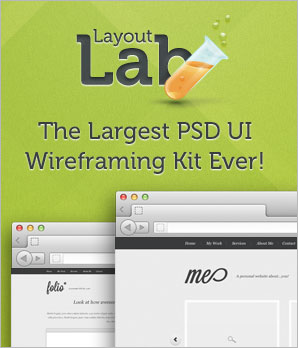 Layout
Lab
The Largest PSD UI
Wireframing Kit Ever!
Home My Work Services About Me Contact
me
A personal website about...you!
folio
Look at how awesome